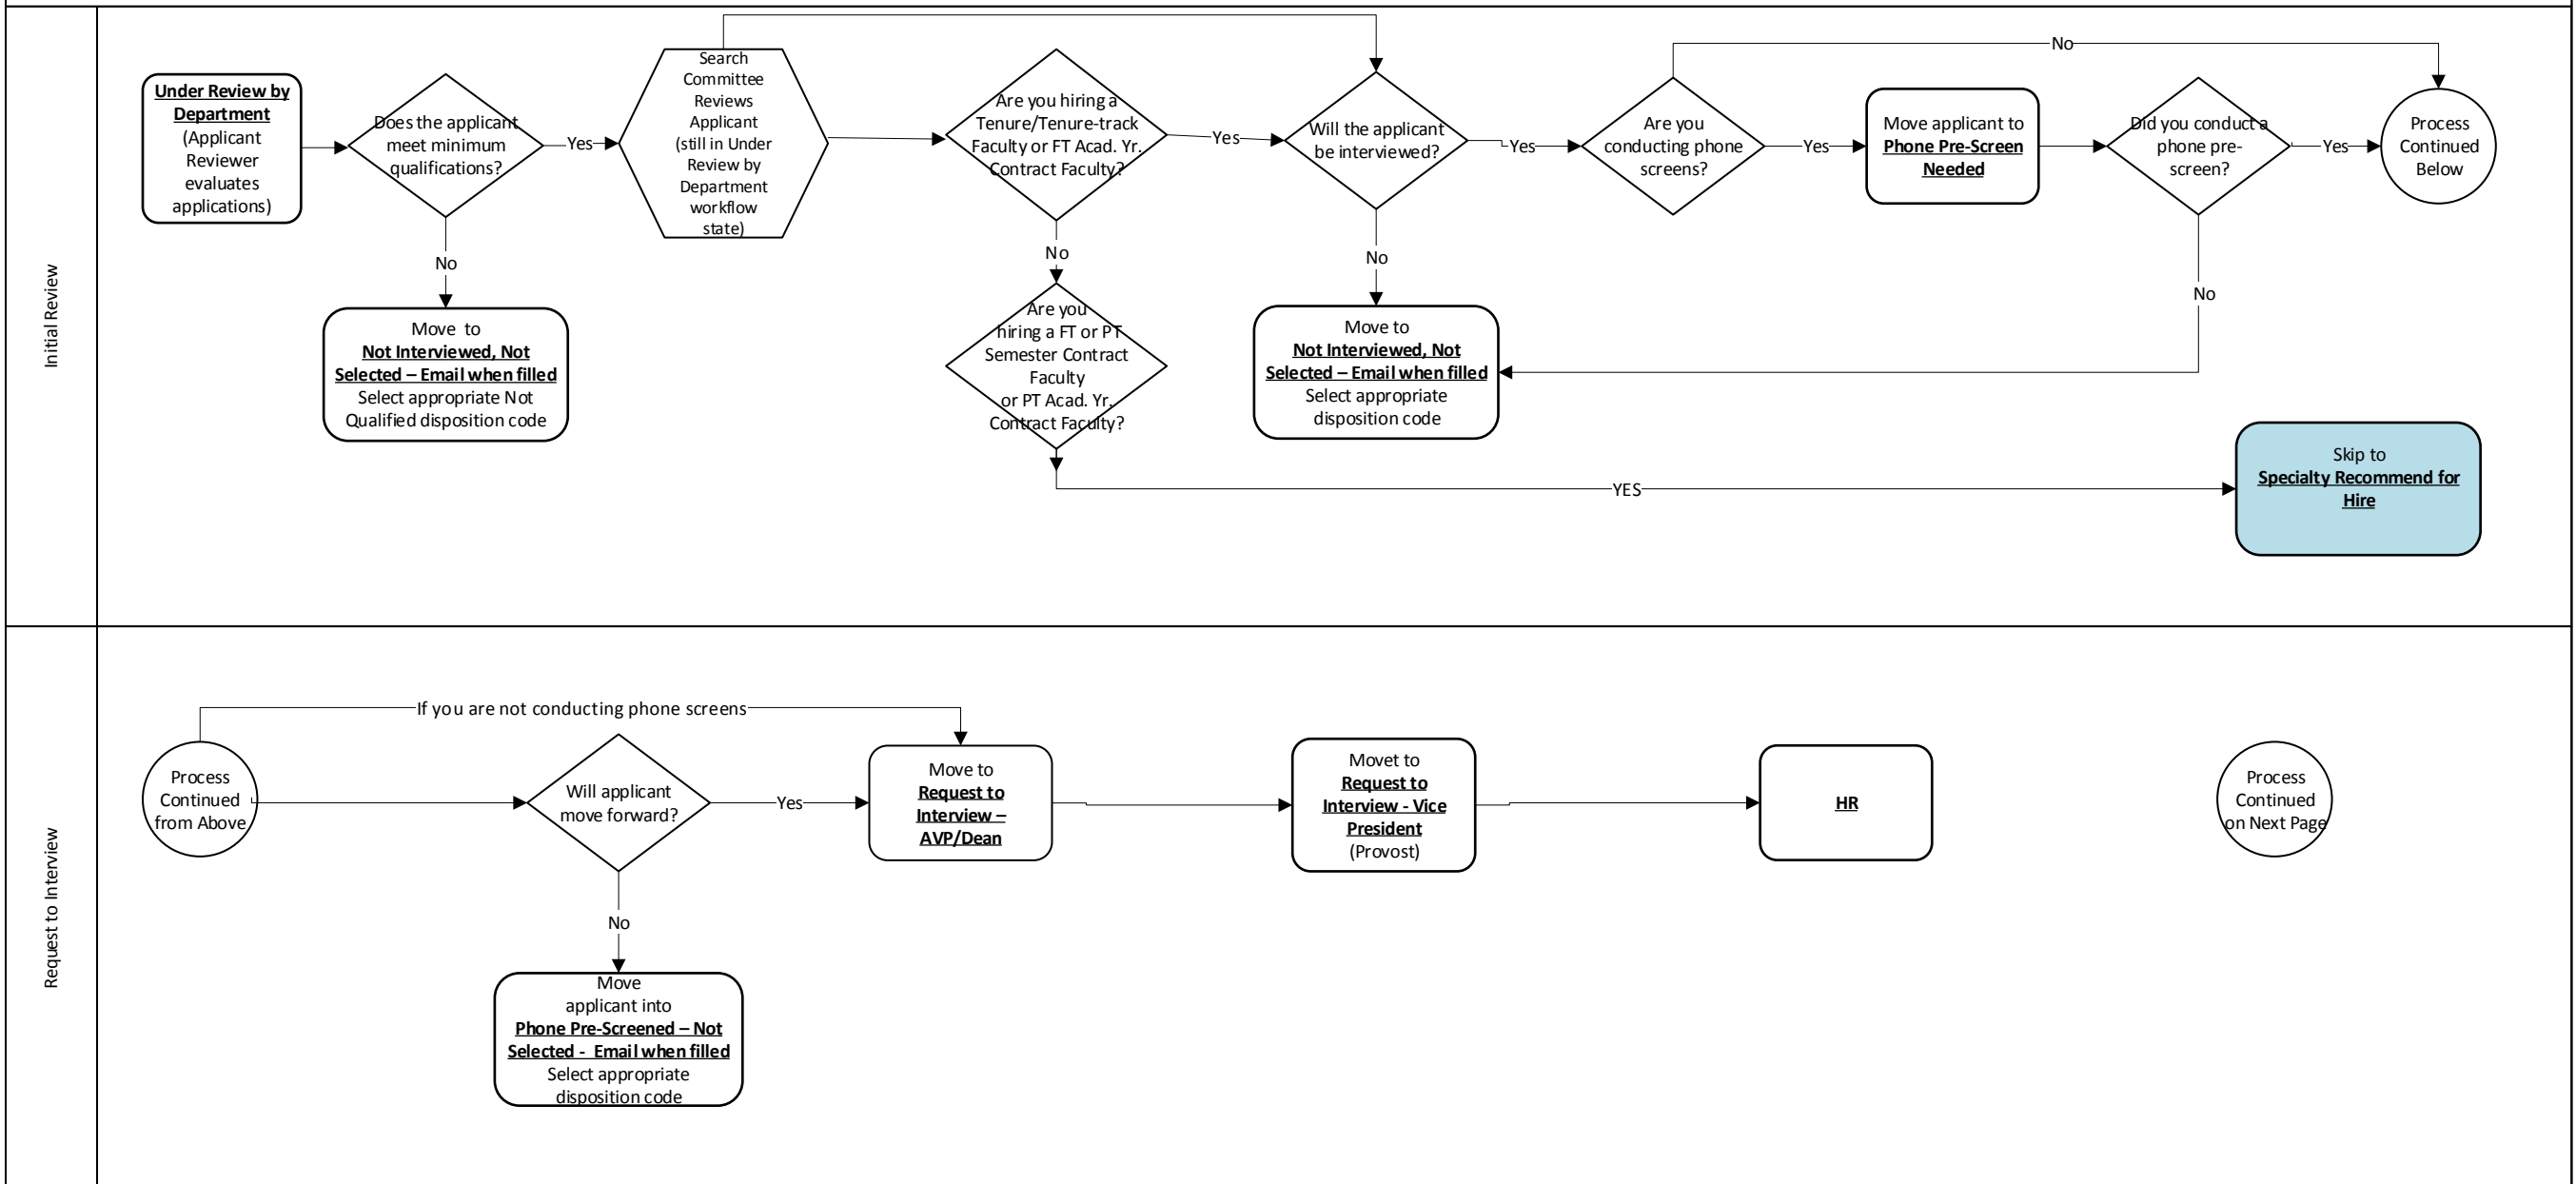 Initial Review
Under Review by
Department
(Applicant
Reviewer
evaluates
applications)
Does the applicant
meet minimum
qualifications?
Yes
No
Move to
Not Interviewed, Not
Selected – Email when filled
Select appropriate Not
Qualified disposition code
Search
Committee
Reviews
Applicant
(still in Under
Review by
Department
workflow
state)
Are you hiring a
Tenure/Tenure-track
Faculty or FT Acad. Yr.
Contract Faculty?
Yes
No
Are you
hiring a FT or PT
Semester Contract
Faculty
or PT Acad. Yr.
Contract Faculty?
YES
Skip to
Specialty Recommend for
Hire
Will the applicant
be interviewed?
Yes
No
Move to
Not Interviewed, Not
Selected – Email when filled
Select appropriate
disposition code
Are you
conducting phone
screens?
No
Yes
Move applicant to
Phone Pre-Screen
Needed
Did you conduct a
phone pre-
screen?
Yes
No
Process
Continued
Below
Request to Interview
Process
Continued
from Above
If you are not conducting phone screens
Will applicant
move forward?
Yes
No
Move
applicant into
Phone Pre-Screened – Not
Selected - Email when filled
Select appropriate
disposition code
Move to
Request to
Interview –
AVP/Dean
Movet to
Request to
Interview - Vice
President
(Provost)
HR
Process
Continued
on Next Page